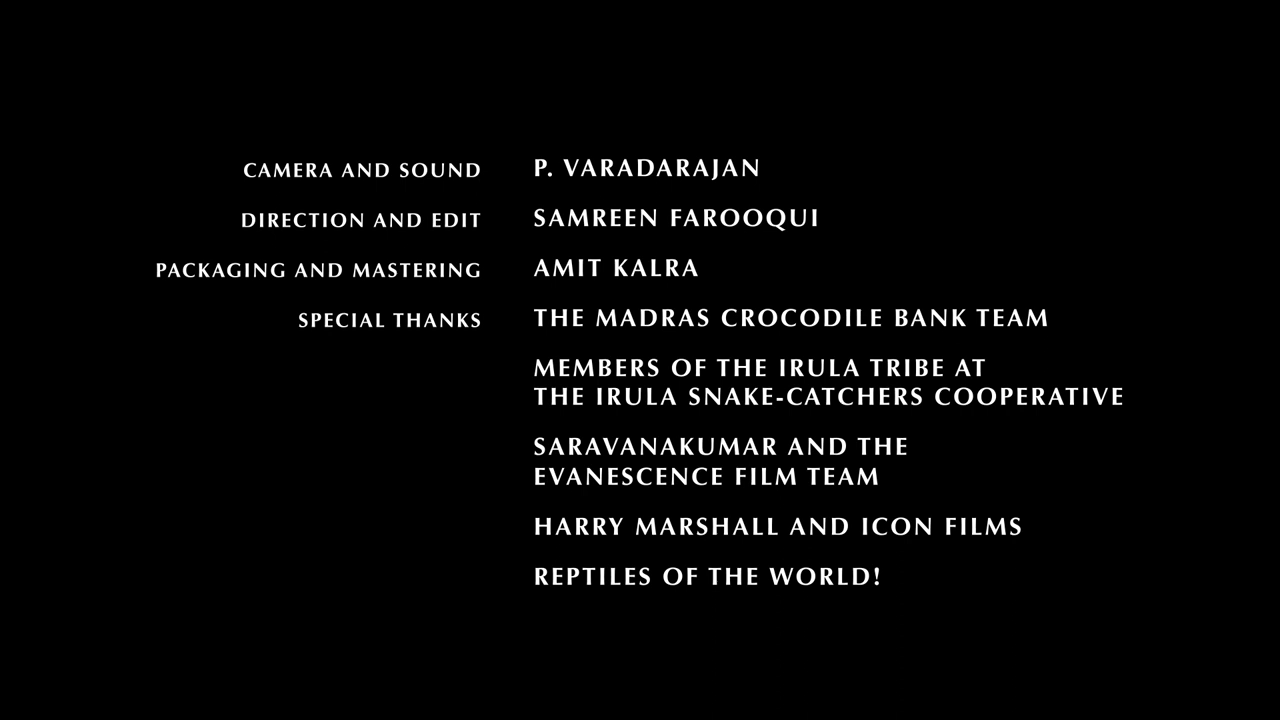 CAMERA AND SOUND P. VARADARAJAN
DIRECTION AND EDIT SAMREEN FAROOQUI
PACKAGING AND MASTERING AMIT KALRA
SPECIAL THANKS THE MADRAS CROCODILE BANK TEAM
MEMBERS OF THE IRULA TRIBE AT
THE IRULA SNAKE-CATCHERS COOPERATIVE
SARAVANAKUMAR AND THE
EVANESCENCE FILM TEAM
HARRY MARSHALL AND ICON FILMS
REPTILES OF THE WORLD!